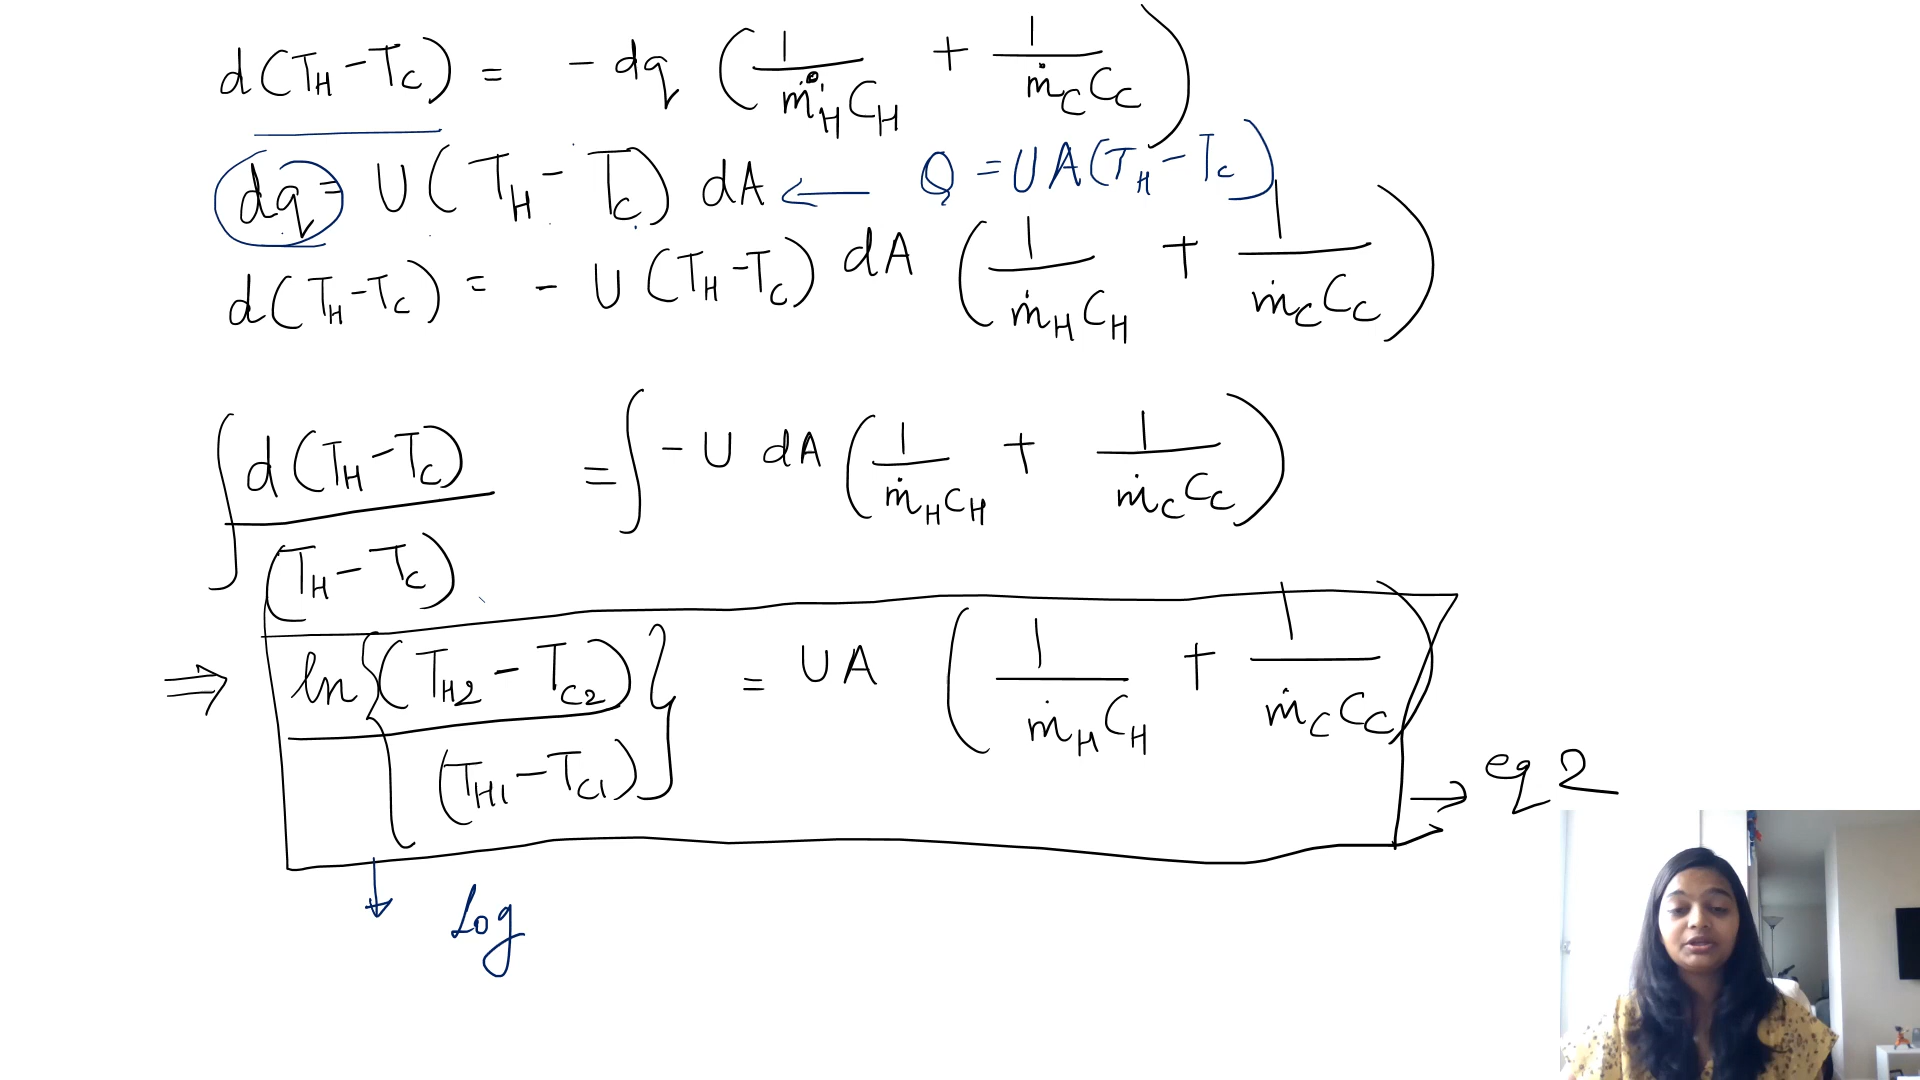 d(T_H - T_C) = - dq ( 1/(ṁ_H C_H) + 1/(ṁ_C C_C) )
dq = U(T_H - T_C) dA ← Q = UA(T_H - T_C)
d(T_H - T_C) = - U(T_H - T_C) dA ( 1/(ṁ_H C_H) + 1/(ṁ_C C_C) )
∫ d(T_H - T_C)/(T_H - T_C) = ∫ - U dA ( 1/(ṁ_H C_H) + 1/(ṁ_C C_C) )
⇒ ln { (T_H2 - T_C2)/(T_H1 - T_C1) } = UA ( 1/(ṁ_H C_H) + 1/(ṁ_C C_C) ) → eq 2
↓ Log